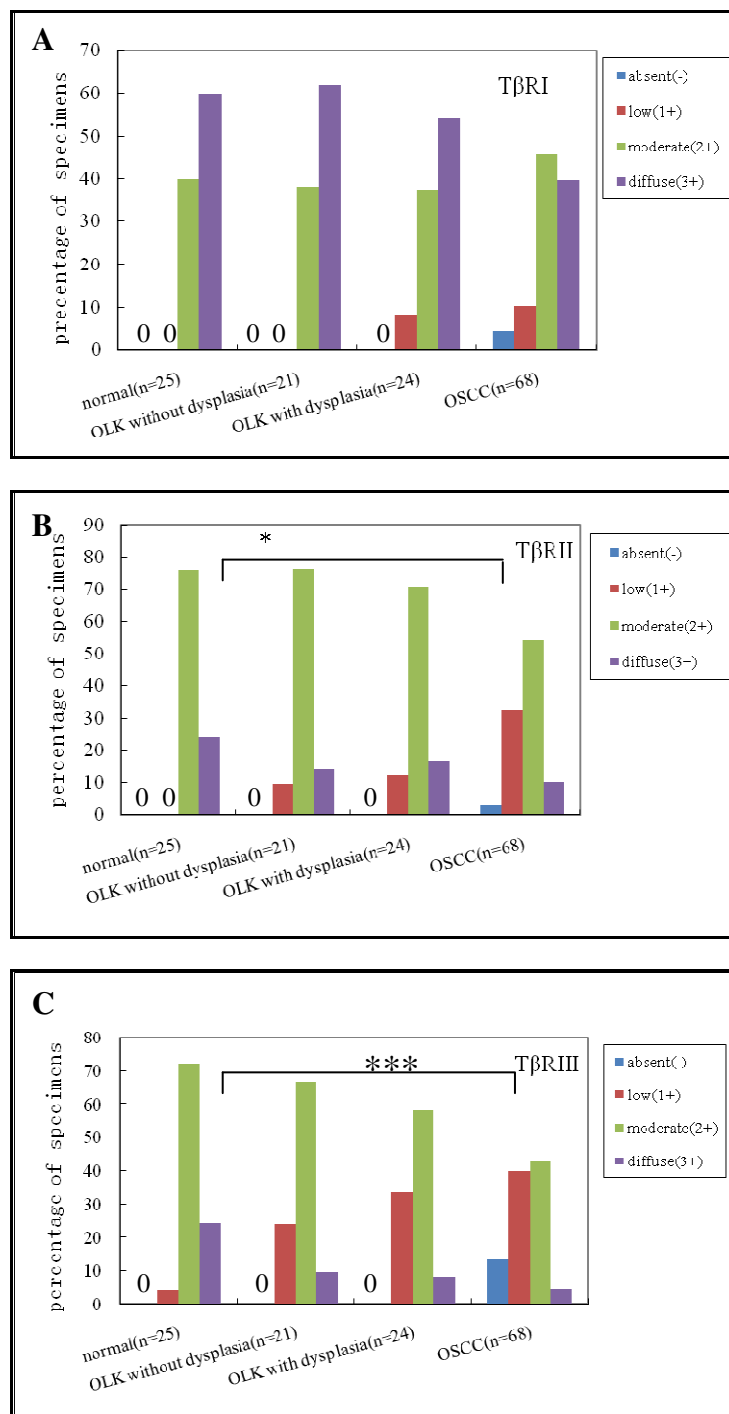 A
TβRI
precentage of specimens
70
60
50
40
30
20
10
0
0 0
0 0
0
normal(n=25)
OLK without dysplasia(n=21)
OLK with dysplasia(n=24)
OSCC(n=68)
absent(-)
low(1+)
moderate(2+)
diffuse(3+)
B
*
TβRII
percentage of specimens
90
80
70
60
50
40
30
20
10
0
0 0
0
0
normal(n=25)
OLK without dysplasia(n=21)
OLK with dysplasia(n=24)
OSCC(n=68)
absent(-)
low(1+)
moderate(2+)
diffuse(3+)
C
***
TβRIII
percentage of specimens
80
70
60
50
40
30
20
10
0
0
0
0
normal(n=25)
OLK without dysplasia(n=21)
OLK with dysplasia(n=24)
OSCC(n=68)
absent(-)
low(1+)
moderate(2+)
diffuse(3+)